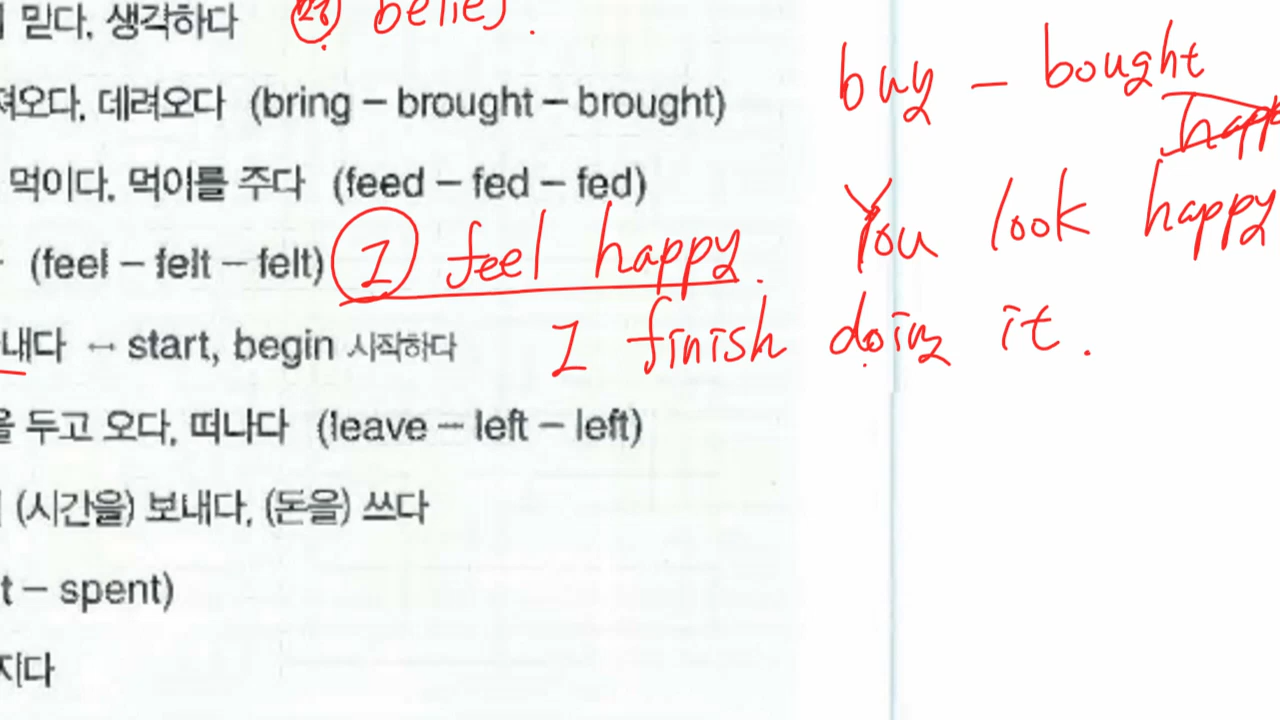 믿다, 생각하다 belief.
buy – bought
져오다, 데려오다 (bring – brought – brought)
먹이다, 먹이를 주다 (feed – fed – fed)
You look happy
(feel – felt – felt) I feel happy.
내다 ↔ start, begin 시작하다 I finish doing it.
을 두고 오다, 떠나다 (leave – left – left)
(시간을) 보내다, (돈을) 쓰다
t – spent)
지다